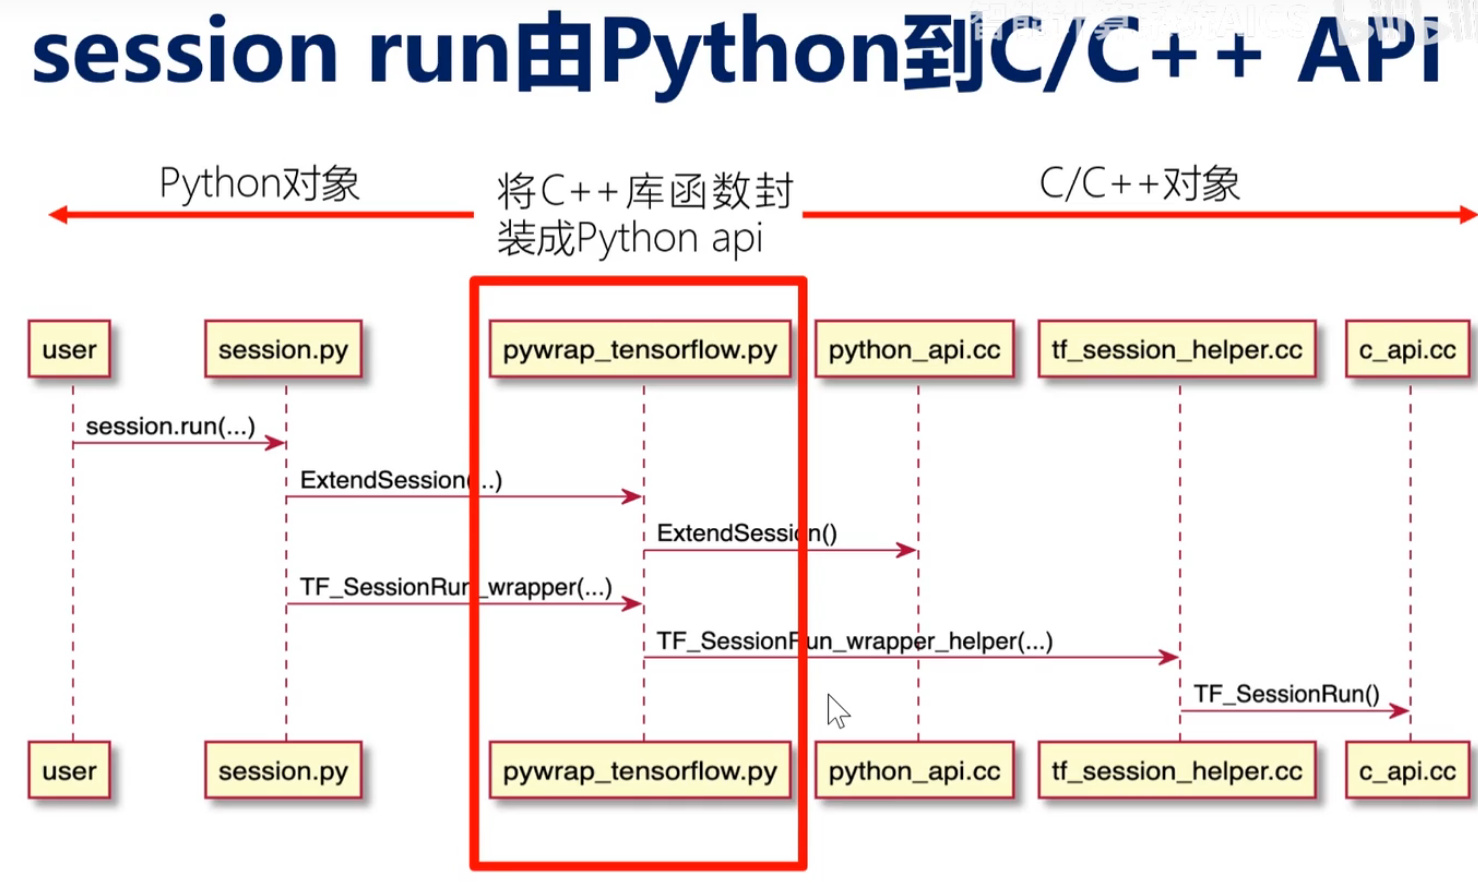 session run由Python到C/C++ API
Python对象
将C++库函数封
装成Python api
C/C++对象
user
session.py
pywrap_tensorflow.py
python_api.cc
tf_session_helper.cc
c_api.cc
session.run(...)
ExtendSession(...)
ExtendSession()
TF_SessionRun_wrapper(...)
TF_SessionRun_wrapper_helper(...)
TF_SessionRun()
user
session.py
pywrap_tensorflow.py
python_api.cc
tf_session_helper.cc
c_api.cc